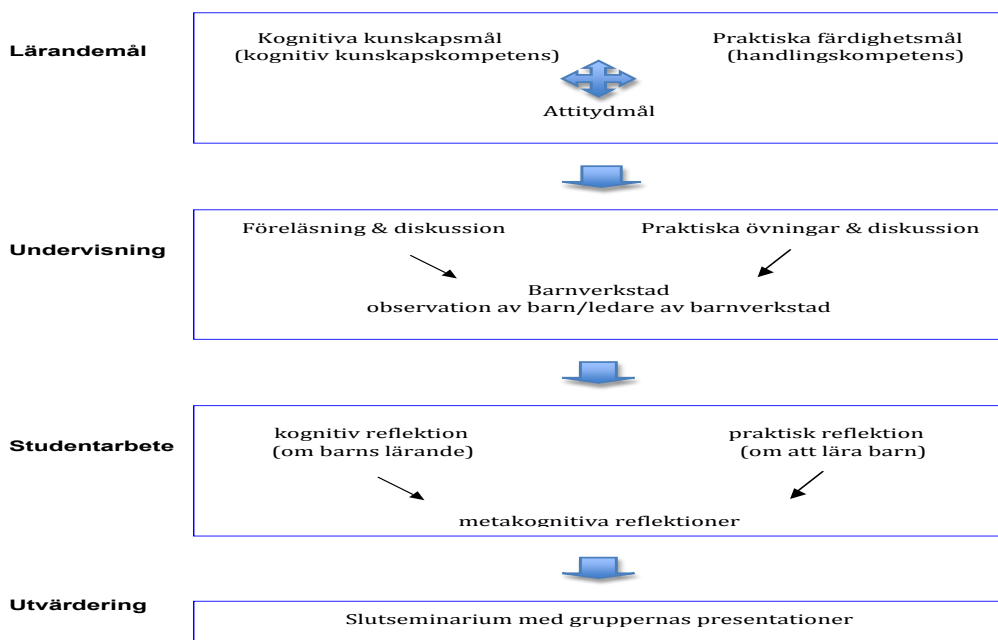 Lärandemål
Kognitiva kunskapsmål
(kognitiv kunskapskompetens)
Praktiska färdighetsmål
(handlingskompetens)
Attitydmål
Undervisning
Föreläsning & diskussion
Praktiska övningar & diskussion
Barnverkstad
observation av barn/ledare av barnverkstad
Studentarbete
kognitiv reflektion
(om barns lärande)
praktisk reflektion
(om att lära barn)
metakognitiva reflektioner
Utvärdering
Slutseminarium med gruppernas presentationer